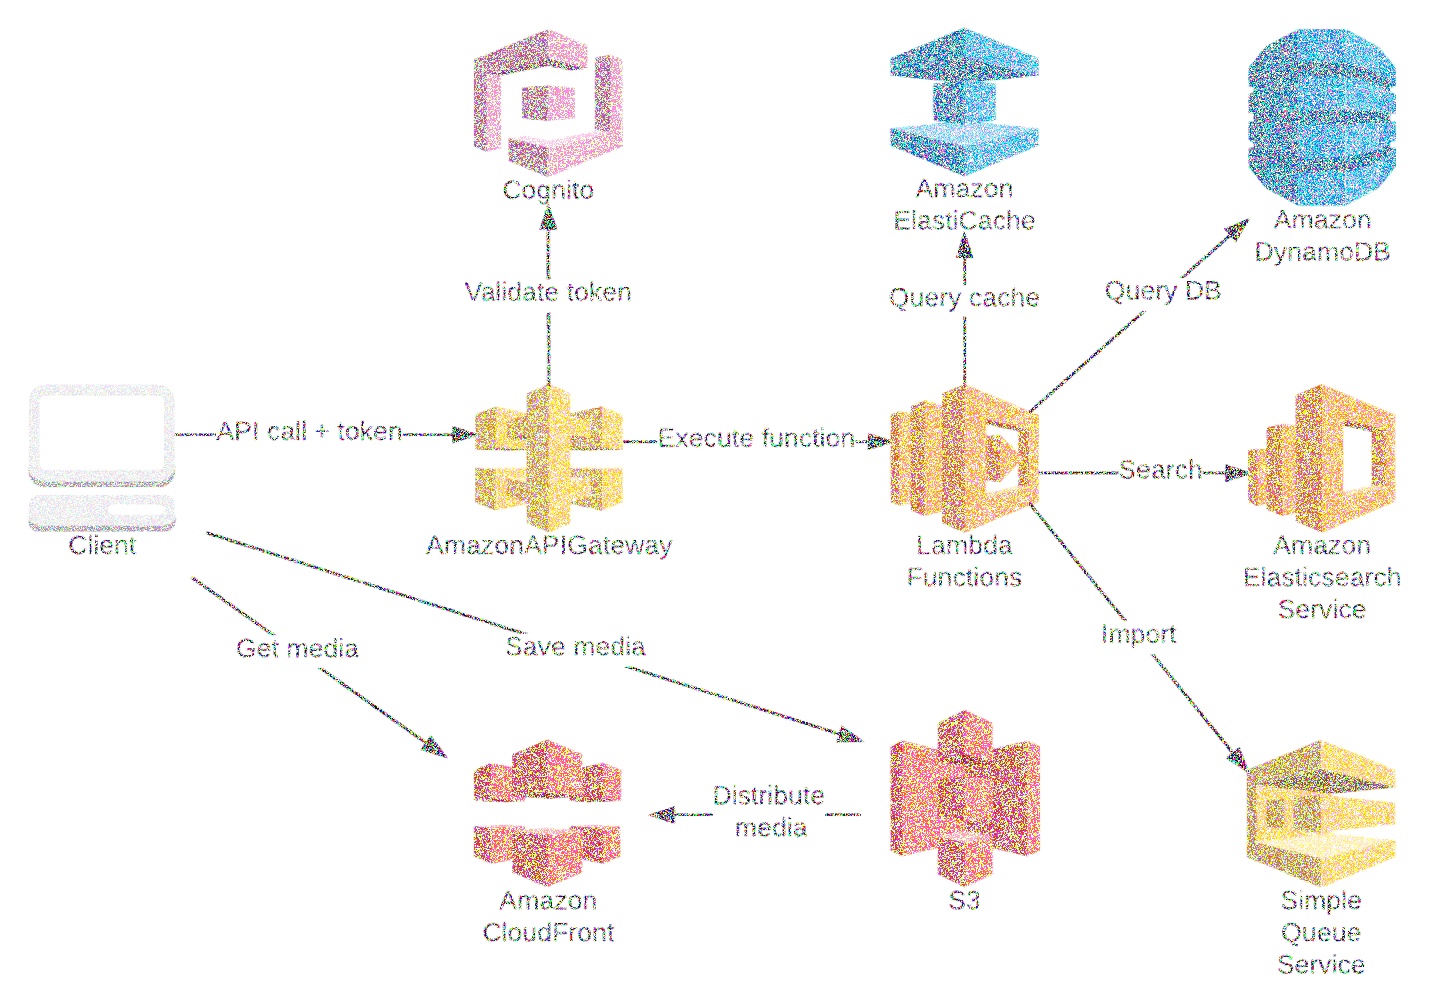 Cognito
Amazon
ElastiCache
Amazon
DynamoDB
Validate token
Query cache
Query DB
API call + token
Execute function
Search
Client
AmazonAPIGateway
Lambda
Functions
Amazon
Elasticsearch
Service
Get media
Save media
Import
Distribute
media
Amazon
CloudFront
S3
Simple
Queue
Service